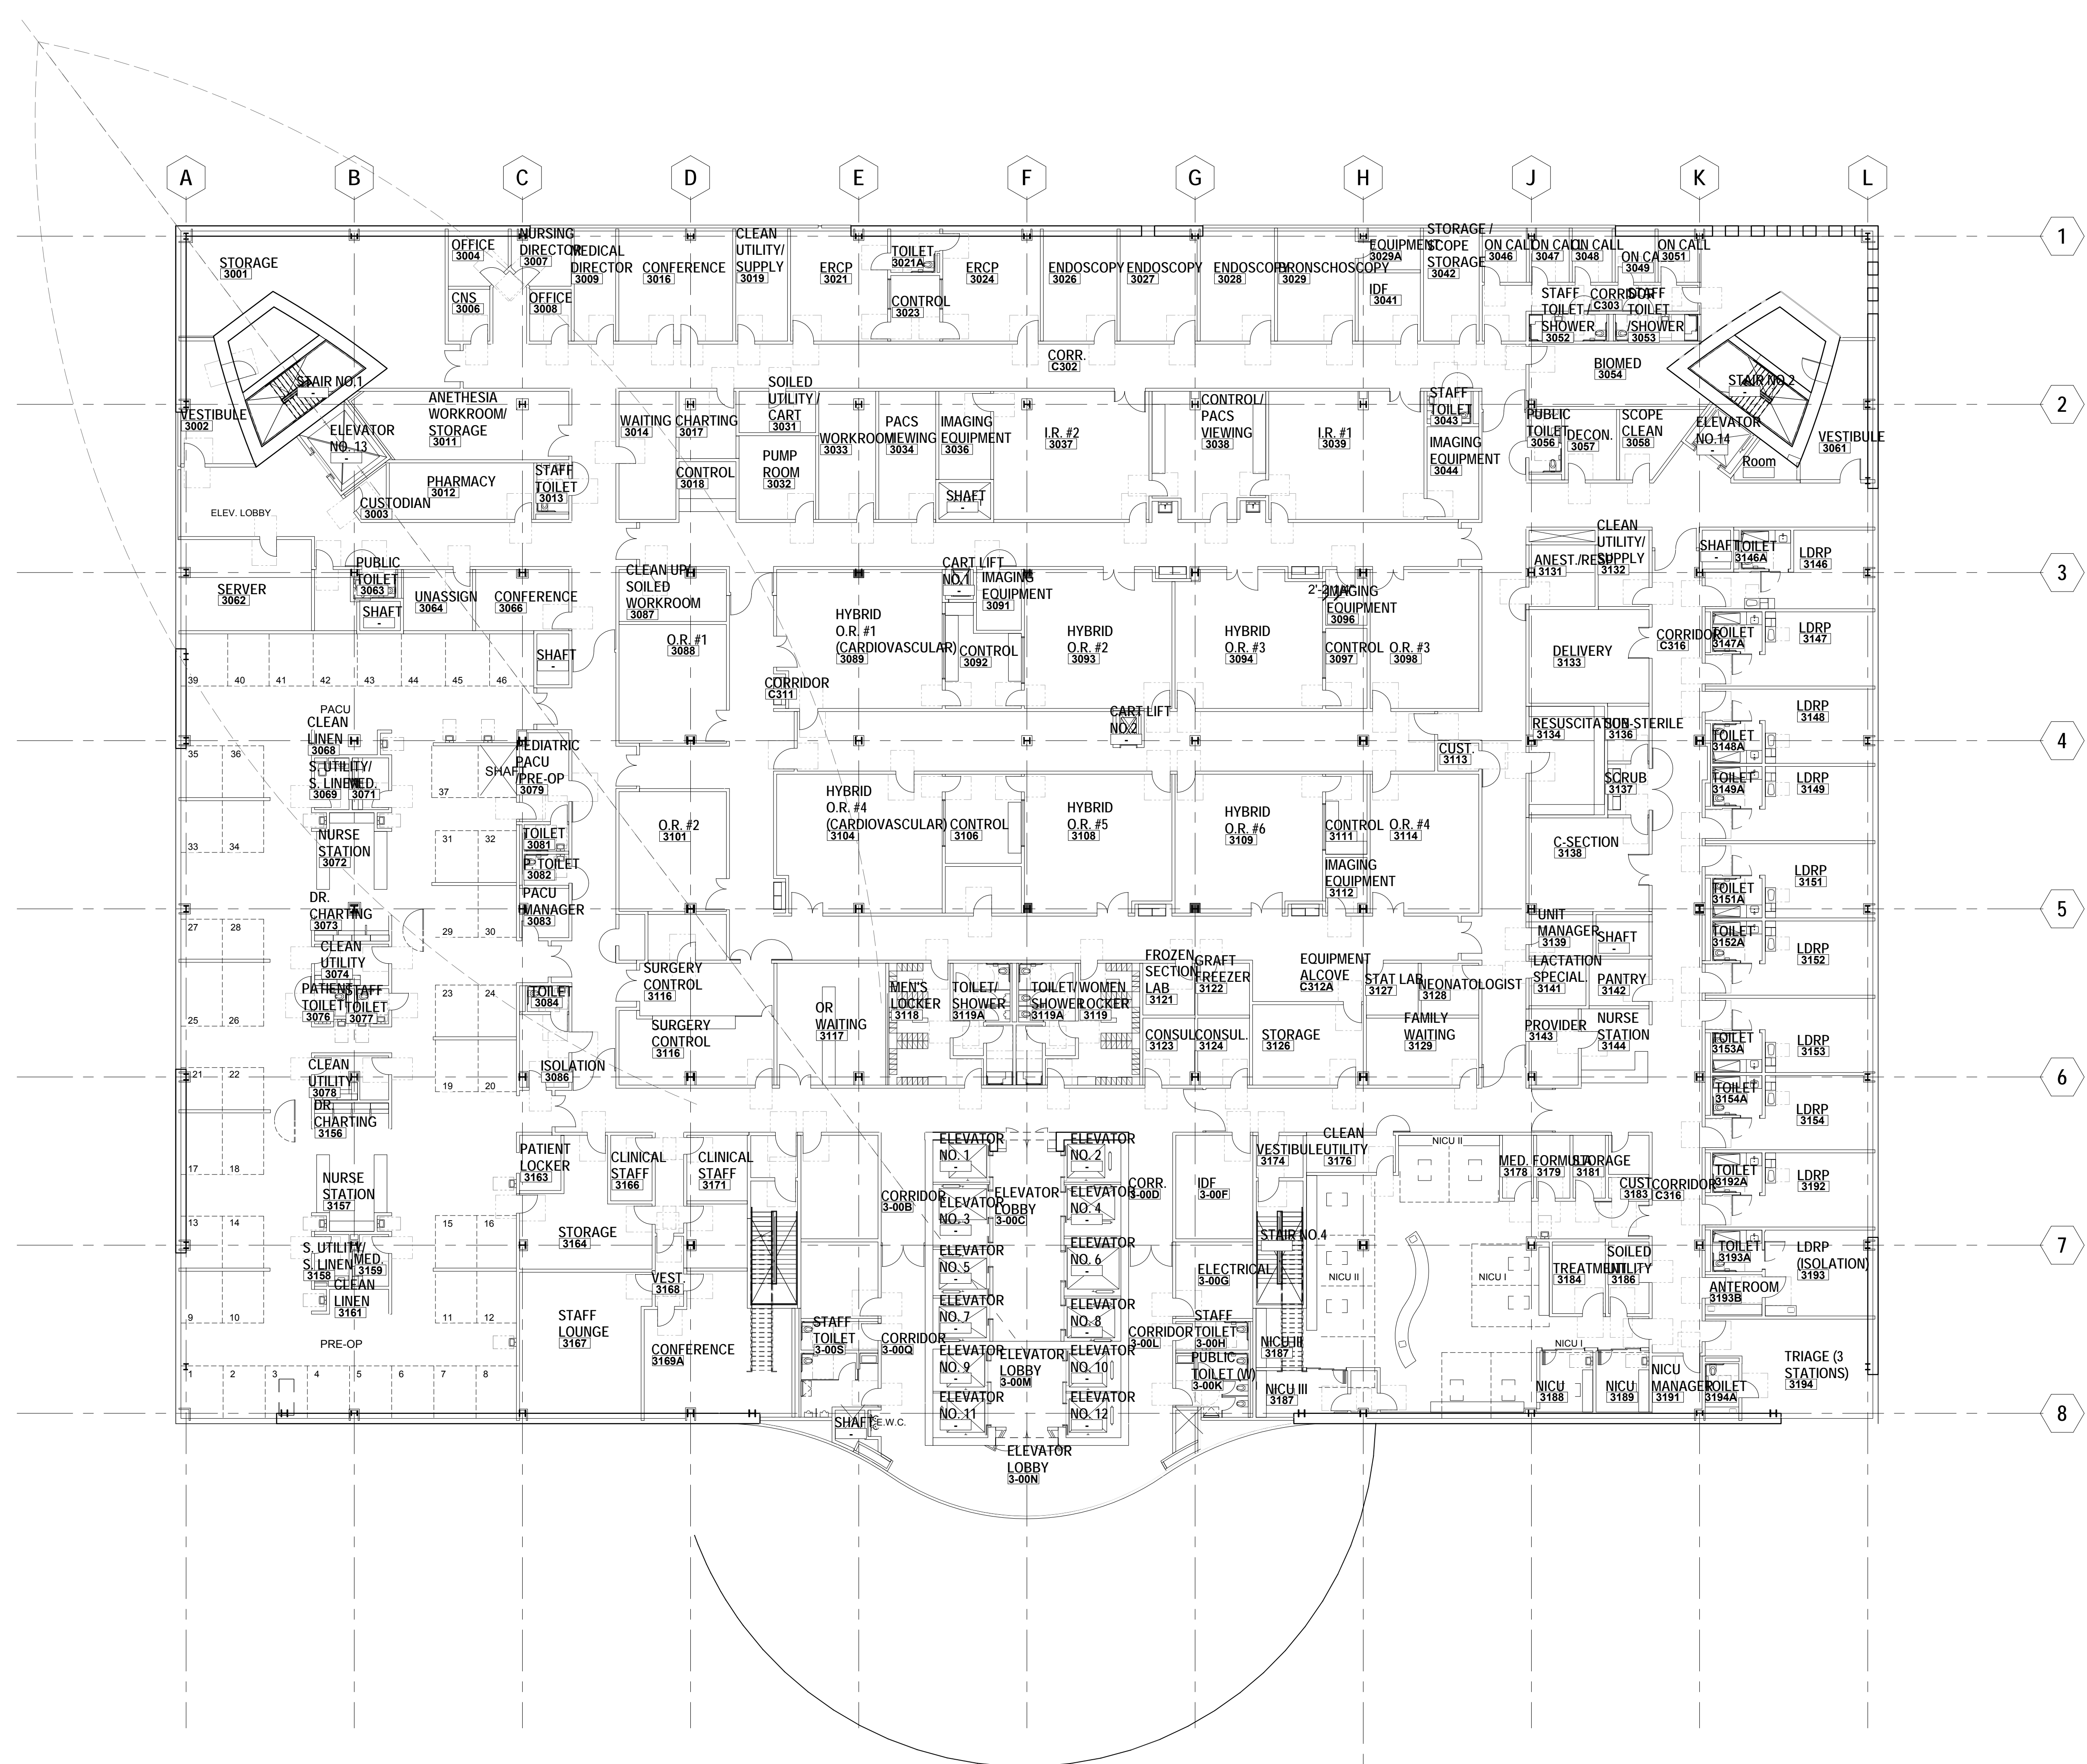 A
B
C
D
E
F
G
H
J
K
L
1
2
3
4
5
6
7
8
STORAGE
3001
OFFICE
3004
NURSING
DIRECTOR
3007
MEDICAL
DIRECTOR
3009
CONFERENCE
3016
CLEAN
UTILITY/
SUPPLY
3019
ERCP
3021
TOILET
3021A
CONTROL
3023
ERCP
3024
ENDOSCOPY
3026
ENDOSCOPY
3027
ENDOSCOPY
3028
BRONSCHOSCOPY
3029
EQUIPMENT
3029A
IDF
3041
STORAGE /
SCOPE
STORAGE
3042
ON CALL
3046
ON CALL
3047
ON CALL
3048
ON CALL
3049
ON CALL
3051
CNS
3006
OFFICE
3008
STAFF
TOILET /
SHOWER
3052
CORRIDOR
C303
STAFF
TOILET
/SHOWER
3053
BIOMED
3054
CORR.
C302
STAIR NO.1
-
STAIR NO.2
-
VESTIBULE
3002
ELEVATOR
NO. 13
-
ANETHESIA
WORKROOM/
STORAGE
3011
PHARMACY
3012
CUSTODIAN
3003
STAFF
TOILET
3013
ELEV. LOBBY
WAITING
3014
CHARTING
3017
CONTROL
3018
SOILED
UTILITY /
CART
3031
PUMP
ROOM
3032
WORKROOM
3033
PACS
VIEWING
3034
IMAGING
EQUIPMENT
3036
SHAFT
-
I.R. #2
3037
CONTROL/
PACS
VIEWING
3038
I.R. #1
3039
STAFF
TOILET
3043
IMAGING
EQUIPMENT
3044
PUBLIC
TOILET
3056
DECON.
3057
SCOPE
CLEAN
3058
ELEVATOR
NO.14
-
Room
VESTIBULE
3061
SERVER
3062
PUBLIC
TOILET
3063
SHAFT
-
UNASSIGN
3064
CONFERENCE
3066
SHAFT
-
CLEAN UP/
SOILED
WORKROOM
3087
O.R. #1
3088
HYBRID
O.R. #1
(CARDIOVASCULAR)
3089
CART LIFT
NO.1
-
IMAGING
EQUIPMENT
3091
CONTROL
3092
HYBRID
O.R. #2
3093
HYBRID
O.R. #3
3094
2'-2 1/4"
IMAGING
EQUIPMENT
3096
CONTROL
3097
O.R. #3
3098
ANEST./RESP
3131
CLEAN
UTILITY/
SUPPLY
3132
SHAFT
-
TOILET
3146A
LDRP
3146
DELIVERY
3133
CORRIDOR
C316
TOILET
3147A
LDRP
3147
CORRIDOR
C311
CART LIFT
NO.2
-
CUST.
3113
RESUSCITATION
3134
SUB-STERILE
3136
SCRUB
3137
LDRP
3148
TOILET
3148A
TOILET
3149A
LDRP
3149
39
40
41
42
43
44
45
46
PACU
CLEAN
LINEN
3068
S. UTILITY/
S. LINEN
3069
MED.
3071
NURSE
STATION
3072
35
36
33
34
37
SHAFT
31
32
PEDIATRIC
PACU
/PRE-OP
3079
TOILET
3081
P. TOILET
3082
PACU
MANAGER
3083
O.R. #2
3101
HYBRID
O.R. #4
(CARDIOVASCULAR)
3104
CONTROL
3106
HYBRID
O.R. #5
3108
HYBRID
O.R. #6
3109
CONTROL
3111
O.R. #4
3114
IMAGING
EQUIPMENT
3112
C-SECTION
3138
LDRP
3151
TOILET
3151A
TOILET
3152A
LDRP
3152
DR.
CHARTING
3073
27
28
29
30
CLEAN
UTILITY
3074
PATIENT
TOILET
3076
STAFF
TOILET
3077
25
26
23
24
TOILET
3084
CLEAN
UTILITY
3078
ISOLATION
3086
21
22
19
20
SURGERY
CONTROL
3116
SURGERY
CONTROL
3116
OR
WAITING
3117
MEN'S
LOCKER
3118
TOILET/
SHOWER
3119A
TOILET/
SHOWER
3119A
WOMEN
LOCKER
3119
FROZEN
SECTION
LAB
3121
GRAFT
FREEZER
3122
CONSUL.
3123
CONSUL.
3124
EQUIPMENT
ALCOVE
C312A
STORAGE
3126
STAT LAB
3127
NEONATOLOGIST
3128
FAMILY
WAITING
3129
UNIT
MANAGER
3139
SHAFT
-
LACTATION
SPECIAL.
3141
PANTRY
3142
PROVIDER
3143
NURSE
STATION
3144
TOILET
3153A
LDRP
3153
TOILET
3154A
LDRP
3154
DR.
CHARTING
3156
17
18
NURSE
STATION
3157
13
14
15
16
S. UTILITY/
S. LINEN
3158
MED.
3159
CLEAN
LINEN
3161
9
10
11
12
PRE-OP
1
2
3
4
5
6
7
8
PATIENT
LOCKER
3163
CLINICAL
STAFF
3166
CLINICAL
STAFF
3171
STORAGE
3164
VEST.
3168
STAFF
LOUNGE
3167
CONFERENCE
3169A
STAFF
TOILET
3-00S
CORRIDOR
3-00B
CORRIDOR
3-00Q
SHAFT
-
E.W.C.
ELEVATOR
NO. 1
-
ELEVATOR
NO. 2
-
ELEVATOR
NO. 3
-
ELEVATOR
LOBBY
3-00C
ELEVATOR
NO. 4
-
ELEVATOR
NO. 5
-
ELEVATOR
NO. 6
-
ELEVATOR
NO. 7
-
ELEVATOR
NO. 8
-
ELEVATOR
NO. 9
-
ELEVATOR
LOBBY
3-00M
ELEVATOR
NO. 10
-
ELEVATOR
NO. 11
-
ELEVATOR
NO. 12
-
ELEVATOR
LOBBY
3-00N
CORR.
3-00D
IDF
3-00F
ELECTRICAL
3-00G
CORRIDOR
3-00L
STAFF
TOILET
3-00H
PUBLIC
TOILET (W)
3-00K
VESTIBULE
3174
CLEAN
UTILITY
3176
STAIR NO.4
-
NICU III
3187
NICU III
3187
NICU II
NICU II
NICU I
NICU I
MED.
3178
FORMULA
3179
STORAGE
3181
CUST.
3183
CORRIDOR
C316
TREATMENT
3184
SOILED
UTILITY
3186
NICU
3188
NICU
3189
NICU
MANAGER
3191
TOILET
3192A
LDRP
3192
TOILET
3193A
LDRP
(ISOLATION)
3193
ANTEROOM
3193B
TOILET
3194A
TRIAGE (3
STATIONS)
3194